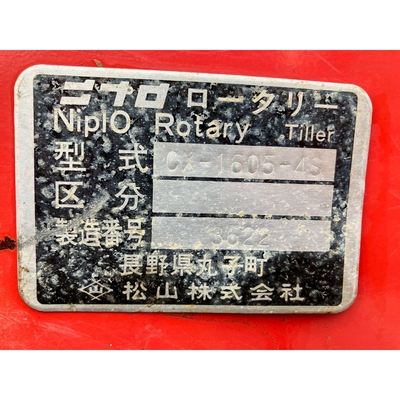 ニプロ ロータリー
NiplO Rotary Tiller
型式 CX-1605-4S
区分
製造番号 3622
長野県丸子町
松山株式会社